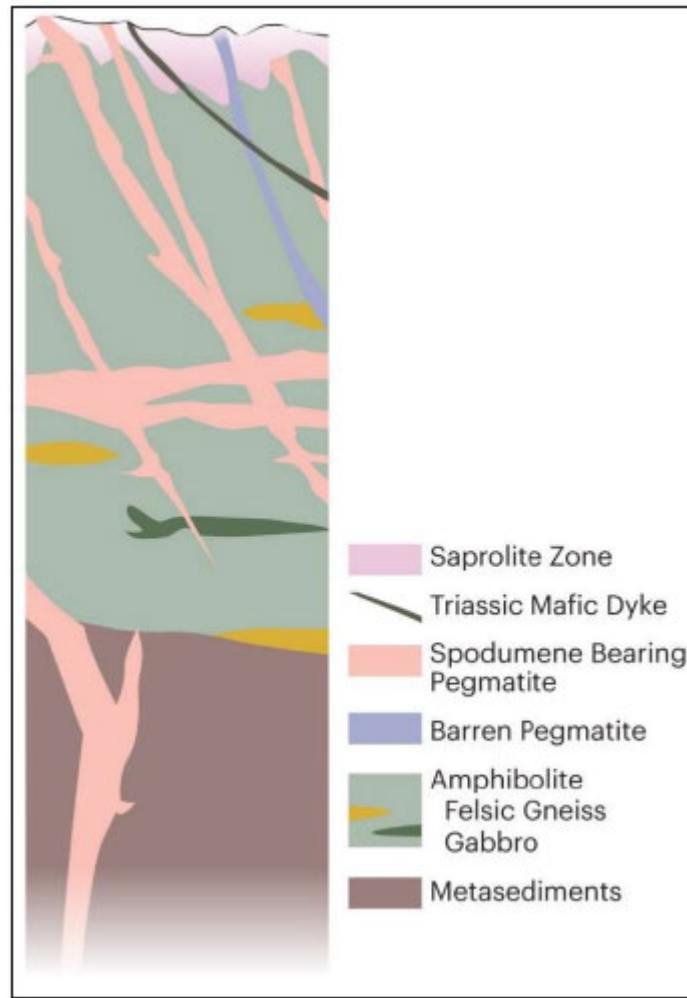 Saprolite Zone
Triassic Mafic Dyke
Spodumene Bearing
Pegmatite
Barren Pegmatite
Amphibolite
Felsic Gneiss
Gabbro
Metasediments